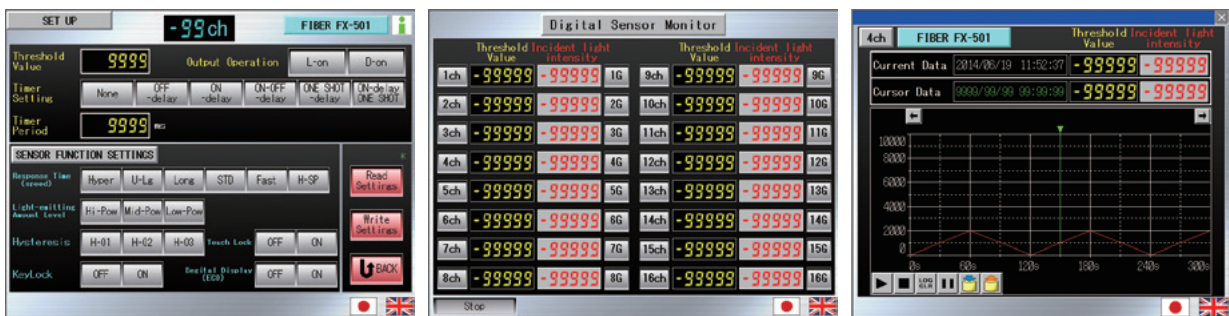 SET UP
-99ch
FIBER FX-501
Threshold Value
9999
Output Operation
L-on
D-on
Timer Setting
None
OFF -delay
ON -delay
ON-OFF -delay
ONE SHOT -delay
ON-delay ONE SHOT
Timer Period
9999 ms
SENSOR FUNCTION SETTINGS
Response Time (speed)
Hyper
U-Lg
Long
STD
Fast
H-SP
Read Settings
Light-emitting Amount Level
Hi-Pow
Mid-Pow
Low-Pow
Write Settings
Hysteresis
H-01
H-02
H-03
Teach Lock
OFF
ON
KeyLock
OFF
ON
Digital Display (ECO)
OFF
ON
BACK
Digital Sensor Monitor
Threshold Value
Incident light intensity
Threshold Value
Incident light intensity
1ch -99999 -99999 1G
9ch -99999 -99999 9G
2ch -99999 -99999 2G
10ch -99999 -99999 10G
3ch -99999 -99999 3G
11ch -99999 -99999 11G
4ch -99999 -99999 4G
12ch -99999 -99999 12G
5ch -99999 -99999 5G
13ch -99999 -99999 13G
6ch -99999 -99999 6G
14ch -99999 -99999 14G
7ch -99999 -99999 7G
15ch -99999 -99999 15G
8ch -99999 -99999 8G
16ch -99999 -99999 16G
Stop
4ch
FIBER FX-501
Threshold Value
Incident light intensity
Current Data 2014/06/19 11:52:37 -99999 -99999
Cursor Data 9999/99/99 99:99:99 -99999 -99999
10000
8000
6000
4000
2000
0
0s 60s 120s 180s 240s 300s
LOG CLR